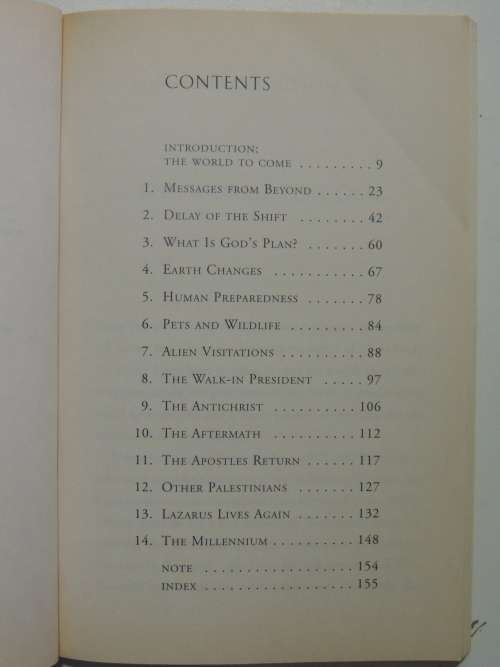 CONTENTS
INTRODUCTION:
THE WORLD TO COME . . . . . . . . . 9
1. MESSAGES FROM BEYOND . . . . . . 23
2. DELAY OF THE SHIFT . . . . . . . . 42
3. WHAT IS GOD'S PLAN? . . . . . . . 60
4. EARTH CHANGES . . . . . . . . . . . 67
5. HUMAN PREPAREDNESS . . . . . . . 78
6. PETS AND WILDLIFE . . . . . . . . . 84
7. ALIEN VISITATIONS . . . . . . . . . . 88
8. THE WALK-IN PRESIDENT . . . . . 97
9. THE ANTICHRIST . . . . . . . . . . 106
10. THE AFTERMATH . . . . . . . . . . 112
11. THE APOSTLES RETURN . . . . . . 117
12. OTHER PALESTINIANS . . . . . . . 127
13. LAZARUS LIVES AGAIN . . . . . . . 132
14. THE MILLENNIUM . . . . . . . . . . 148
NOTE . . . . . . . . . . . . . . . . . . 154
INDEX . . . . . . . . . . . . . . . . . . 155